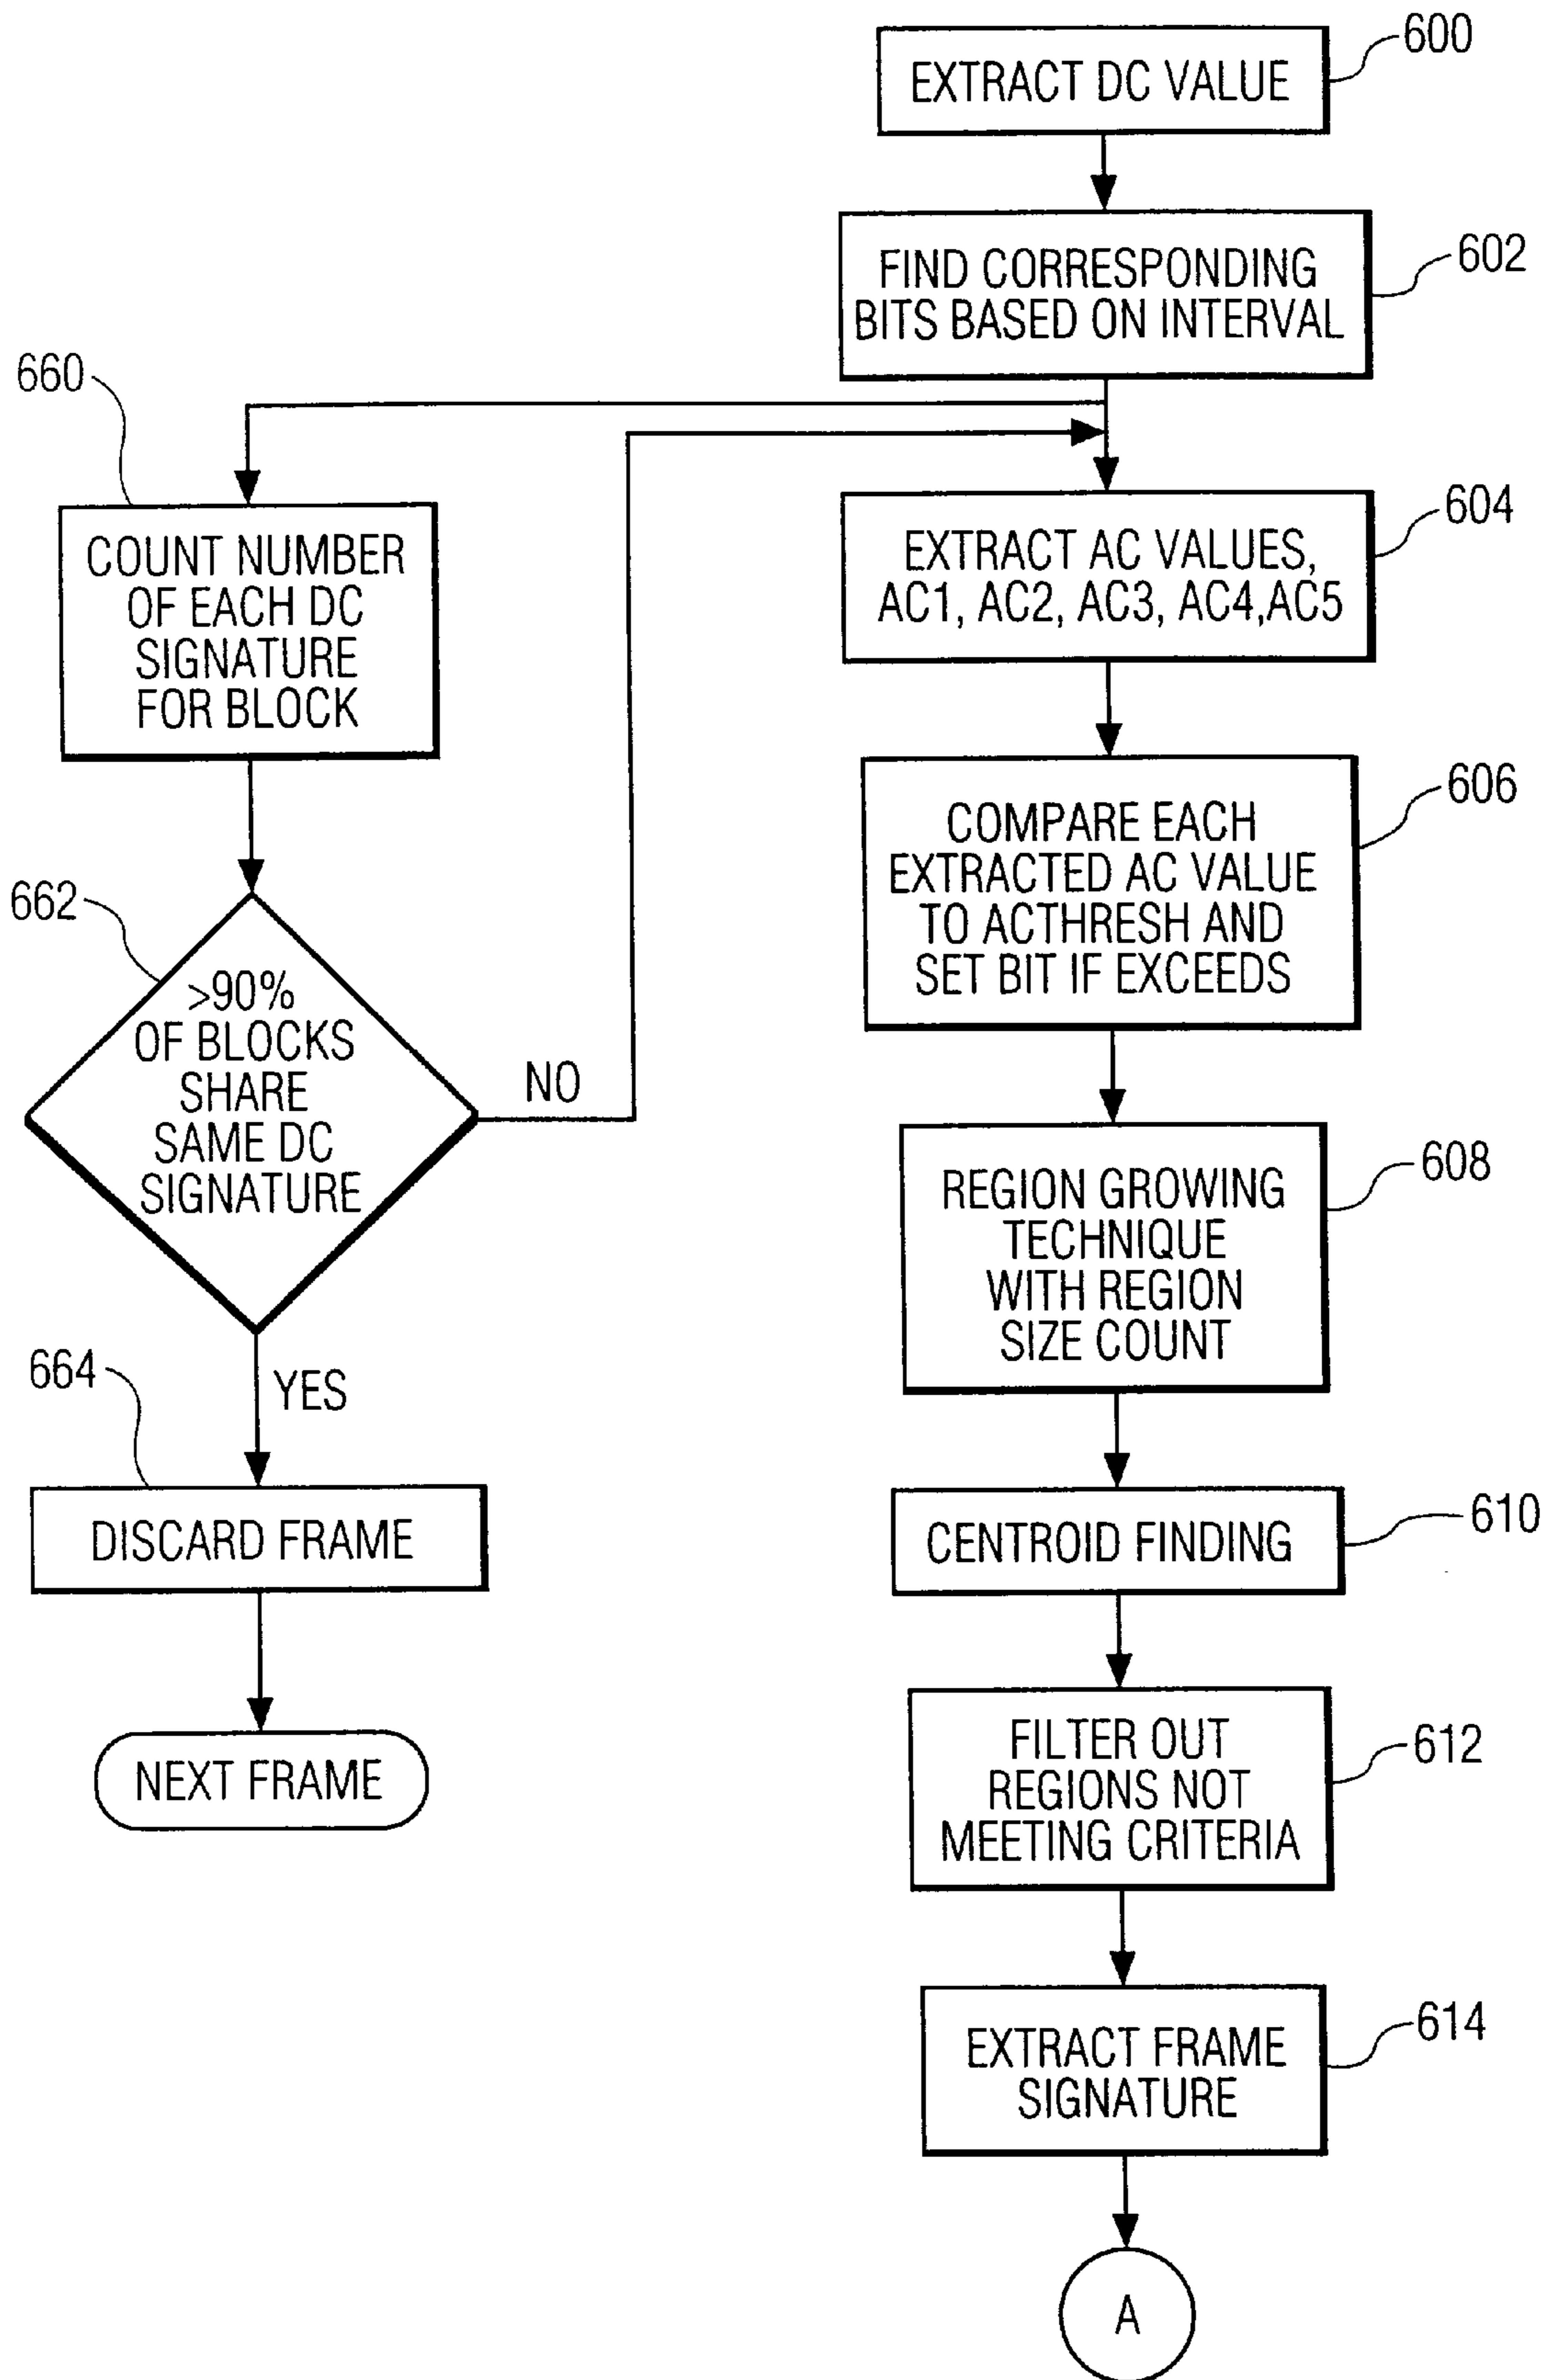 EXTRACT DC VALUE
600
FIND CORRESPONDING
BITS BASED ON INTERVAL
602
660
COUNT NUMBER
OF EACH DC
SIGNATURE
FOR BLOCK
EXTRACT AC VALUES,
AC1, AC2, AC3, AC4,AC5
604
COMPARE EACH
EXTRACTED AC VALUE
TO ACTHRESH AND
SET BIT IF EXCEEDS
606
662
>90%
OF BLOCKS
SHARE
SAME DC
SIGNATURE
NO
YES
REGION GROWING
TECHNIQUE
WITH REGION
SIZE COUNT
608
664
DISCARD FRAME
CENTROID FINDING
610
NEXT FRAME
FILTER OUT
REGIONS NOT
MEETING CRITERIA
612
EXTRACT FRAME
SIGNATURE
614
A